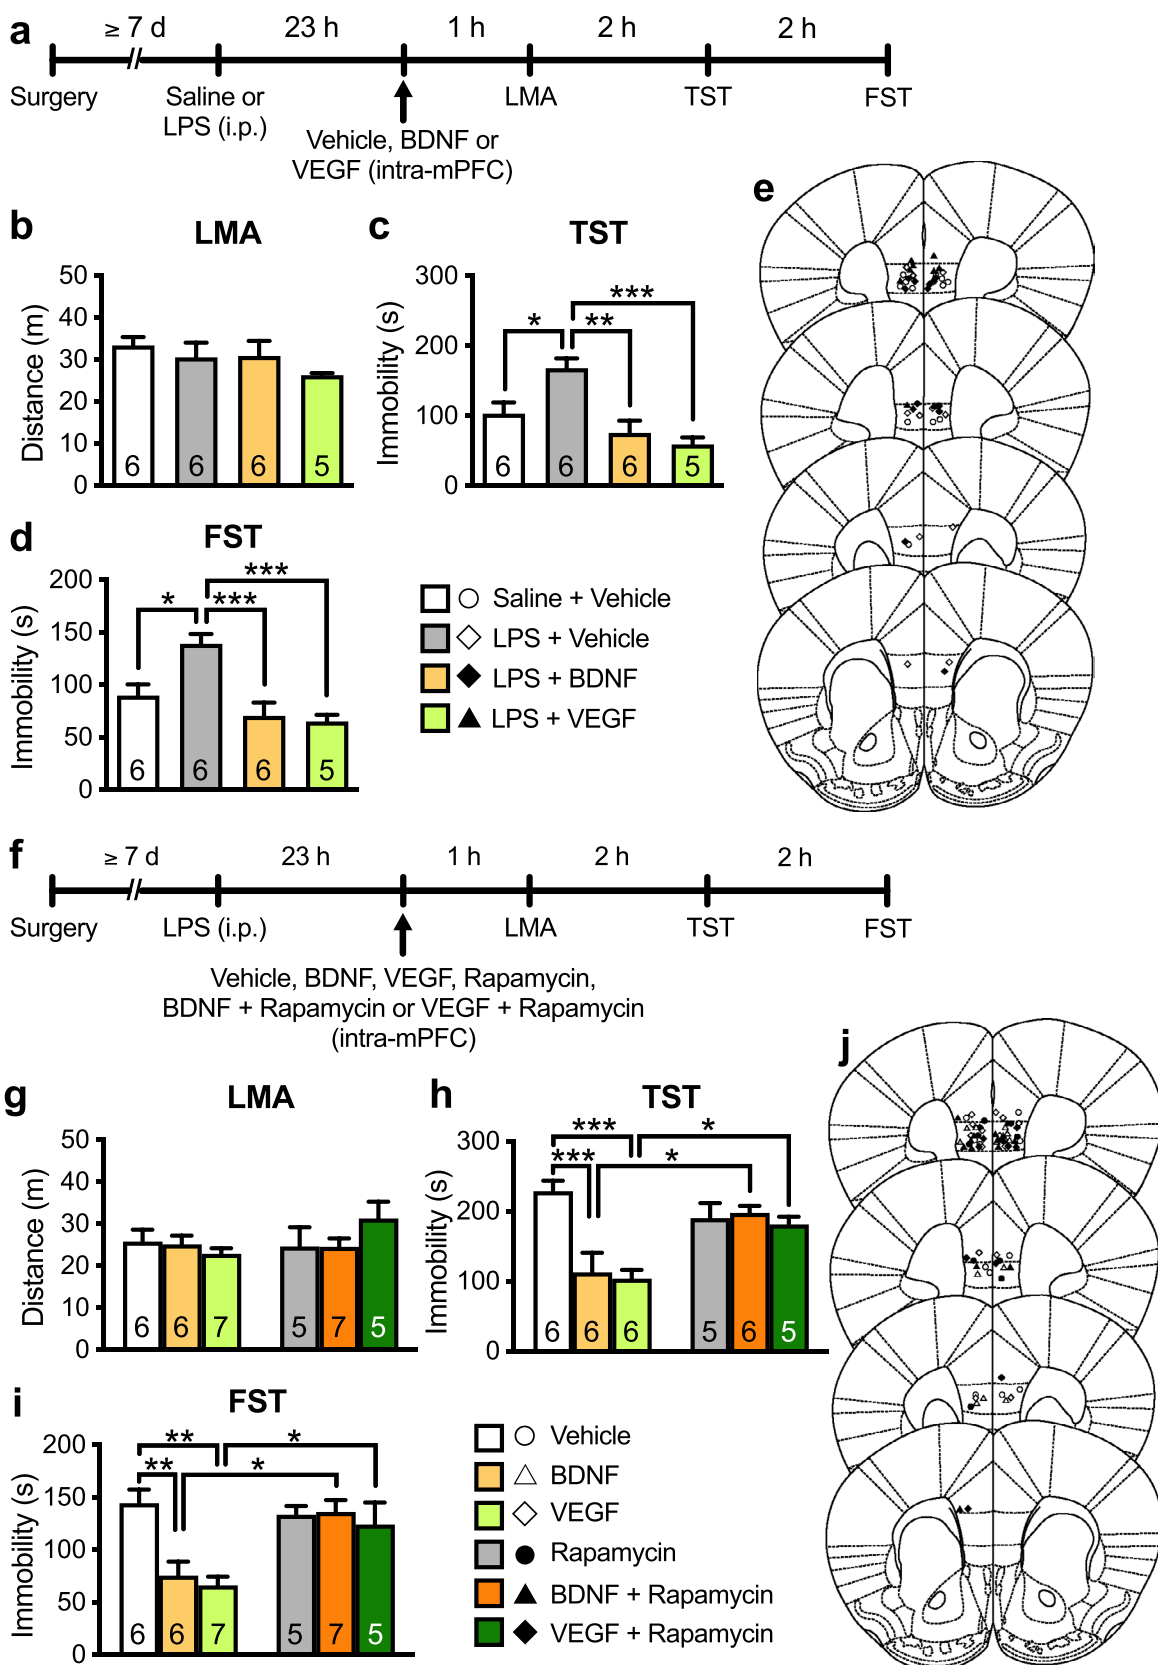 a
≥ 7 d 23 h 1 h 2 h 2 h
Surgery Saline or LMA TST FST
LPS (i.p.)
Vehicle, BDNF or
VEGF (intra-mPFC)
b LMA
Distance (m)
50
40
30
20
10
0
6 6 6 5
c TST
Immobility (s)
300
200
100
0
* ** ***
6 6 6 5
d FST
Immobility (s)
200
150
100
50
0
* *** ***
6 6 6 5
Saline + Vehicle
LPS + Vehicle
LPS + BDNF
LPS + VEGF
e
f
≥ 7 d 23 h 1 h 2 h 2 h
Surgery LPS (i.p.) LMA TST FST
Vehicle, BDNF, VEGF, Rapamycin,
BDNF + Rapamycin or VEGF + Rapamycin
(intra-mPFC)
g LMA
Distance (m)
50
40
30
20
10
0
6 6 7 5 7 5
h TST
Immobility (s)
300
200
100
0
*** *
*** *
6 6 6 5 6 5
i FST
Immobility (s)
200
150
100
50
0
** *
** *
6 6 7 5 7 5
Vehicle
BDNF
VEGF
Rapamycin
BDNF + Rapamycin
VEGF + Rapamycin
j